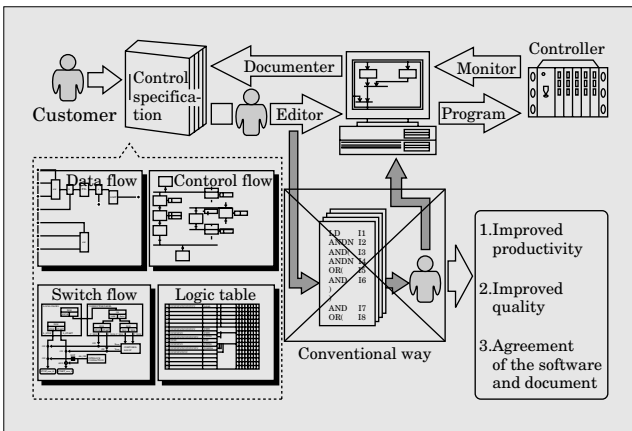 Customer
Control
specifica-
tion
Documenter
Editor
Monitor
Program
Controller
Data flow
Contorol flow
Switch flow
Logic table
LD I1
ANDN I2
AND( I3
ANDN I4
OR( I5
AND I6
)
)
AND I7
OR( I8
Conventional way
1.Improved
productivity
2.Improved
quality
3.Agreement
of the software
and document